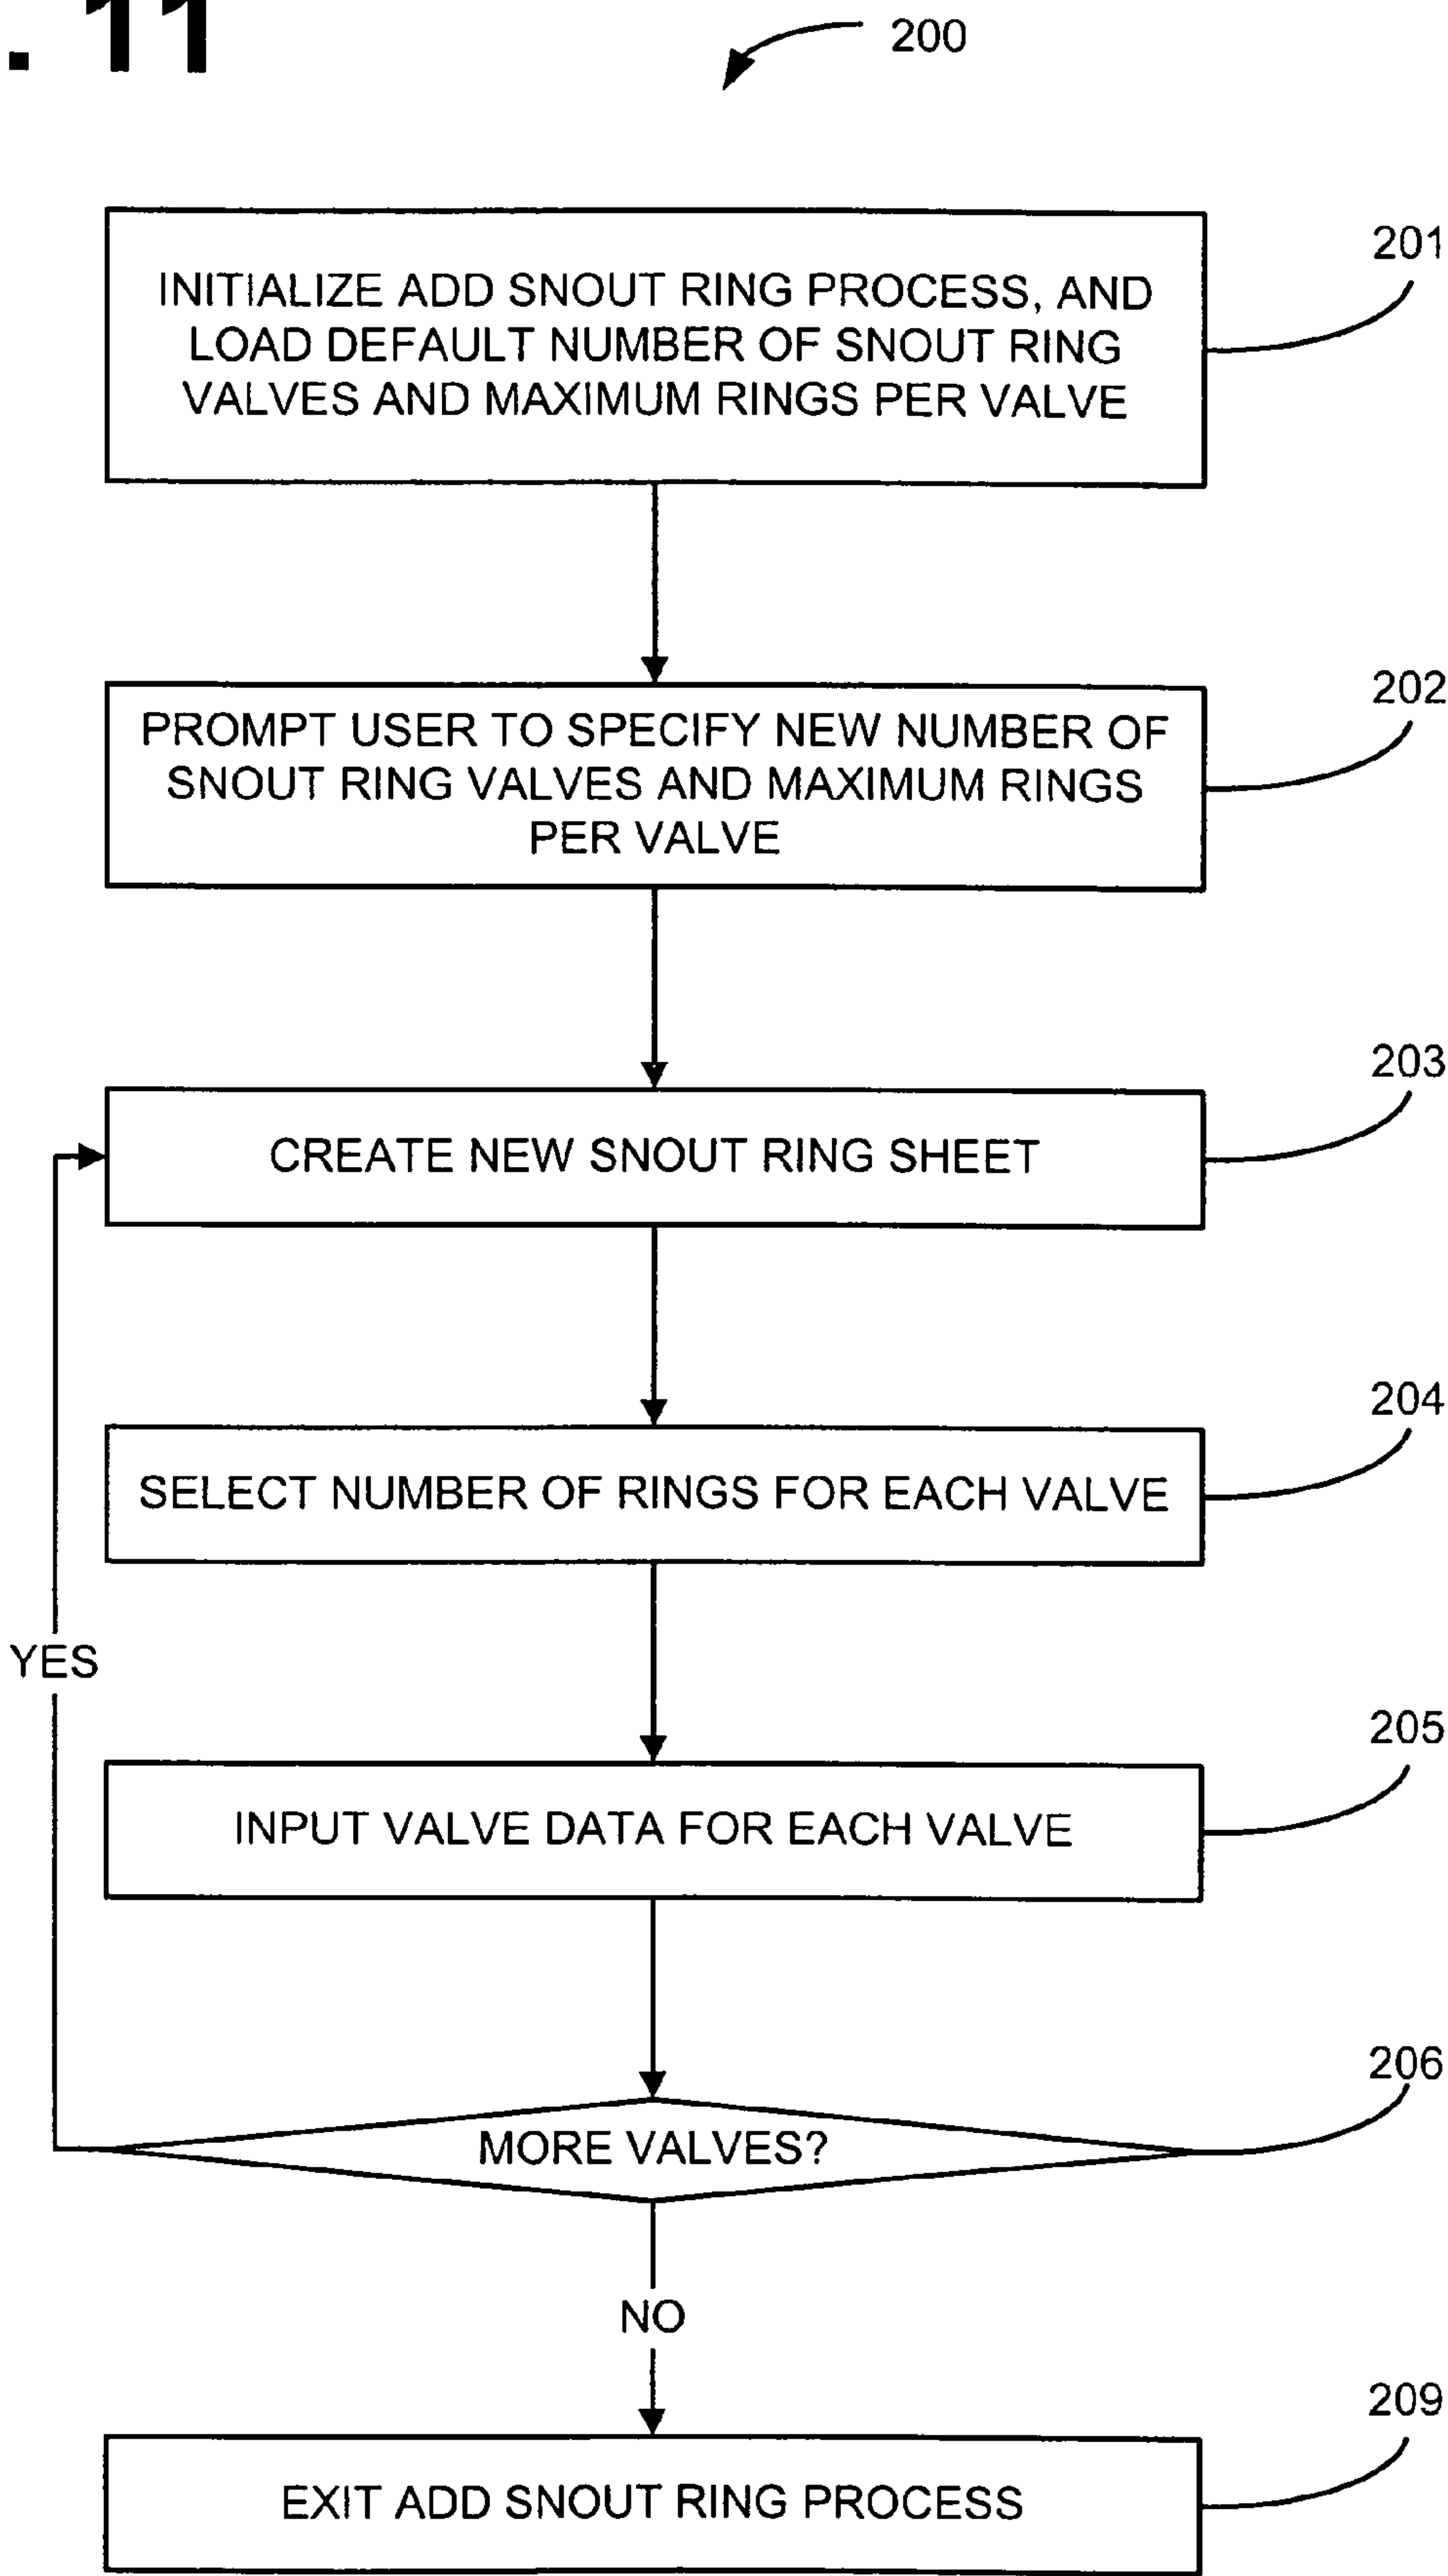 . 11
200
INITIALIZE ADD SNOUT RING PROCESS, AND
LOAD DEFAULT NUMBER OF SNOUT RING
VALVES AND MAXIMUM RINGS PER VALVE
201
PROMPT USER TO SPECIFY NEW NUMBER OF
SNOUT RING VALVES AND MAXIMUM RINGS
PER VALVE
202
CREATE NEW SNOUT RING SHEET
203
SELECT NUMBER OF RINGS FOR EACH VALVE
204
YES
INPUT VALVE DATA FOR EACH VALVE
205
MORE VALVES?
206
NO
EXIT ADD SNOUT RING PROCESS
209